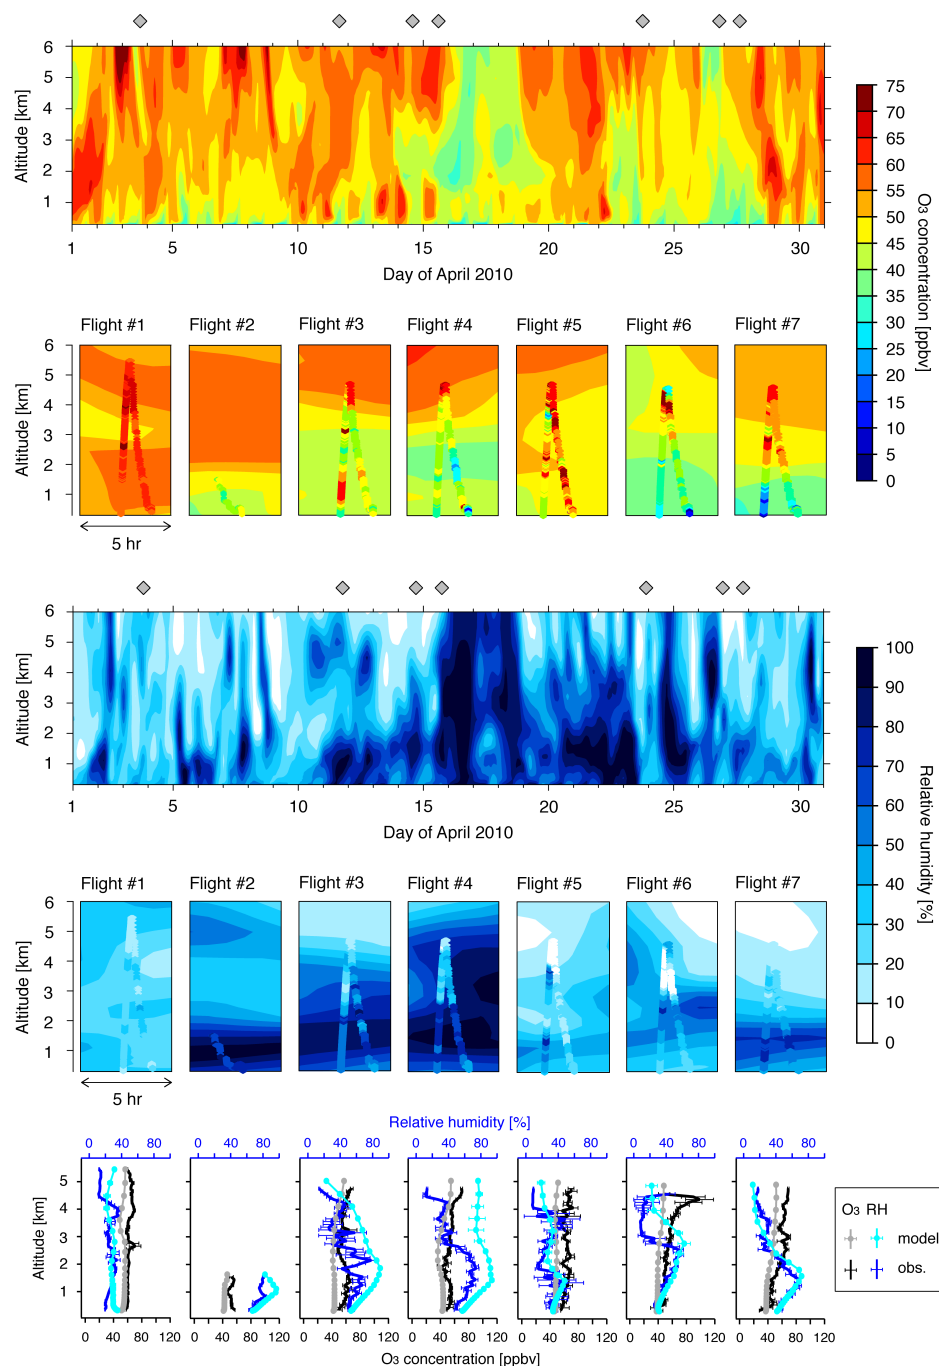 6
5
4
3
2
1
Altitude [km]
1 5 10 15 20 25 30
Day of April 2010
75
70
65
60
55
50
45
40
35
30
25
20
15
10
5
0
O3 concentration [ppbv]
Flight #1 Flight #2 Flight #3 Flight #4 Flight #5 Flight #6 Flight #7
6
5
4
3
2
1
Altitude [km]
5 hr
6
5
4
3
2
1
Altitude [km]
1 5 10 15 20 25 30
Day of April 2010
100
90
80
70
60
50
40
30
20
10
0
Relative humidity [%]
Flight #1 Flight #2 Flight #3 Flight #4 Flight #5 Flight #6 Flight #7
6
5
4
3
2
1
Altitude [km]
5 hr
Relative humidity [%]
0 40 80 0 40 80 0 40 80 0 40 80 0 40 80 0 40 80 0 40 80
5
4
3
2
1
Altitude [km]
0 40 80 120 0 40 80 120 0 40 80 120 0 40 80 120 0 40 80 120 0 40 80 120 0 40 80 120
O3 concentration [ppbv]
O3 RH
model
obs.